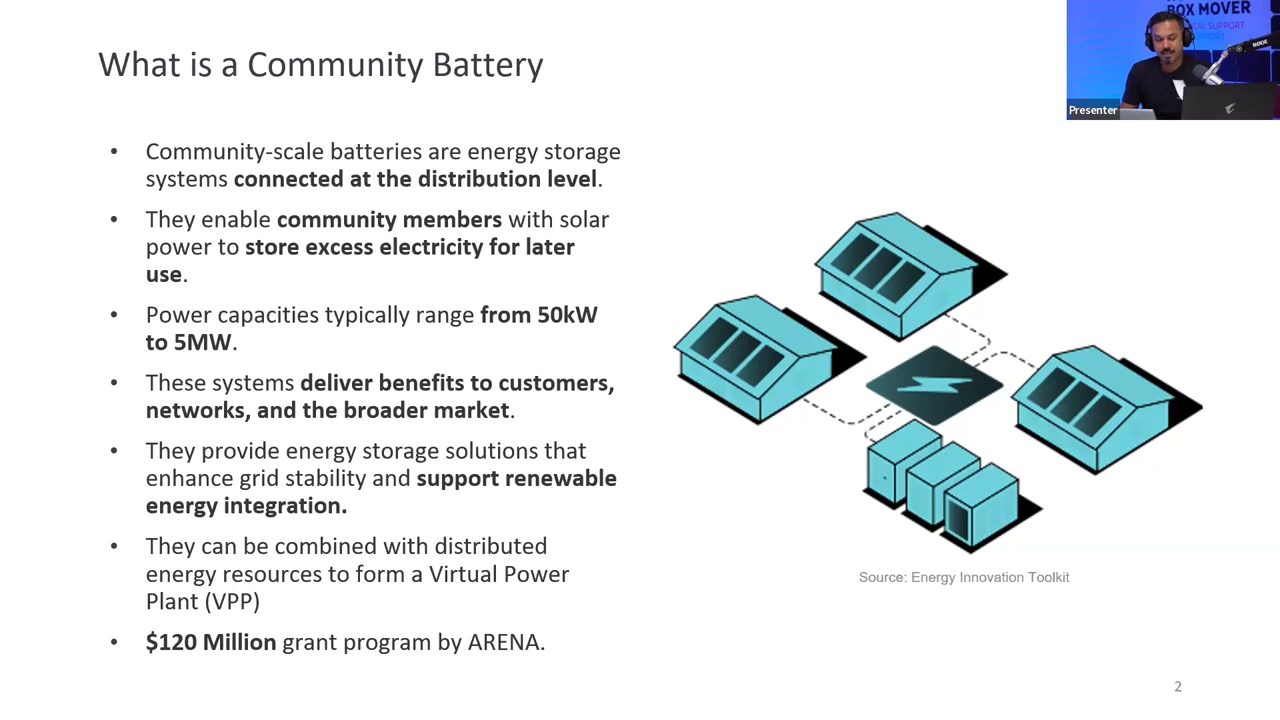 What is a Community Battery
BOX MOVER
CAL SUPPORT
PORT
RODE
Presenter
• Community-scale batteries are energy storage
systems connected at the distribution level.
• They enable community members with solar
power to store excess electricity for later
use.
• Power capacities typically range from 50kW
to 5MW.
• These systems deliver benefits to customers,
networks, and the broader market.
• They provide energy storage solutions that
enhance grid stability and support renewable
energy integration.
• They can be combined with distributed
energy resources to form a Virtual Power
Plant (VPP)
• $120 Million grant program by ARENA.
Source: Energy Innovation Toolkit
2